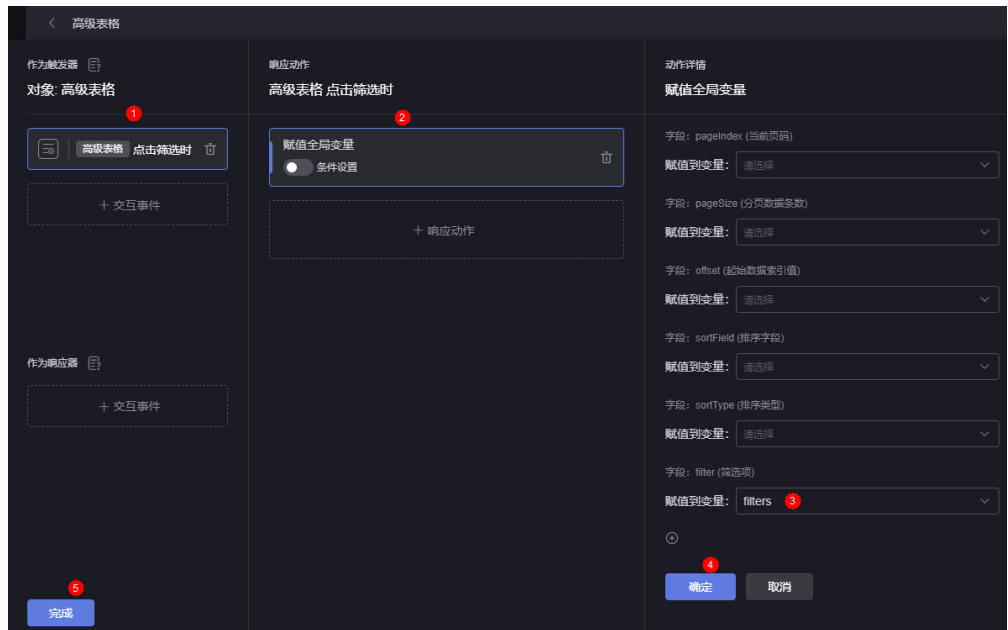 高级表格
作为触发器
对象: 高级表格
1
高级表格 点击筛选时
+ 交互事件
作为响应器
+ 交互事件
5
完成
响应动作
高级表格 点击筛选时
2
赋值全局变量
条件设置
+ 响应动作
动作详情
赋值全局变量
字段: pageIndex (当前页码)
赋值到变量: 请选择
字段: pageSize (分页数据条数)
赋值到变量: 请选择
字段: offset (起始数据索引值)
赋值到变量: 请选择
字段: sortField (排序字段)
赋值到变量: 请选择
字段: sortType (排序类型)
赋值到变量: 请选择
字段: filter (筛选项)
赋值到变量: filters 3
4
确定 取消